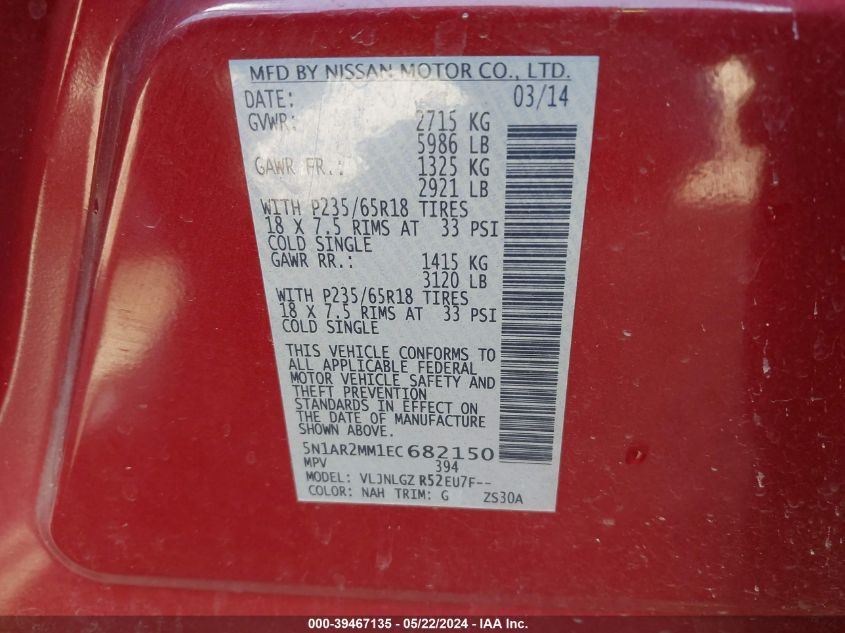 MFD BY NISSAN MOTOR CO., LTD.
DATE: 03/14
GVWR: 2715 KG
5986 LB
GAWR FR.: 1325 KG
2921 LB
WITH P235/65R18 TIRES
18 X 7.5 RIMS AT 33 PSI
COLD SINGLE
GAWR RR.: 1415 KG
3120 LB
WITH P235/65R18 TIRES
18 X 7.5 RIMS AT 33 PSI
COLD SINGLE
THIS VEHICLE CONFORMS TO
ALL APPLICABLE FEDERAL
MOTOR VEHICLE SAFETY AND
THEFT PREVENTION
STANDARDS IN EFFECT ON
THE DATE OF MANUFACTURE
SHOWN ABOVE.
5N1AR2MM1EC 682150
MPV 394
MODEL: VLJNLGZ R52EU7F--
COLOR: NAH TRIM: G ZS30A
000-39467135 - 05/22/2024 - IAA Inc.